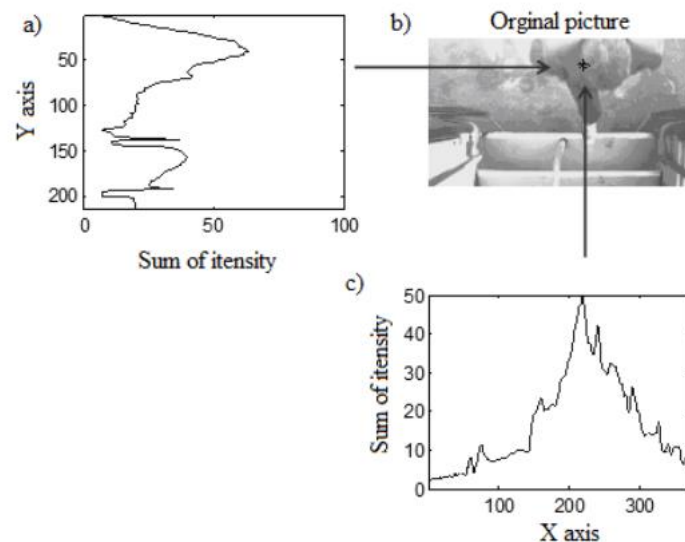 a)
50
100
150
200
Y axis
0 50 100
Sum of itensity
b)
Orginal picture
c)
50
40
30
20
10
0
Sum of itensity
100 200 300
X axis